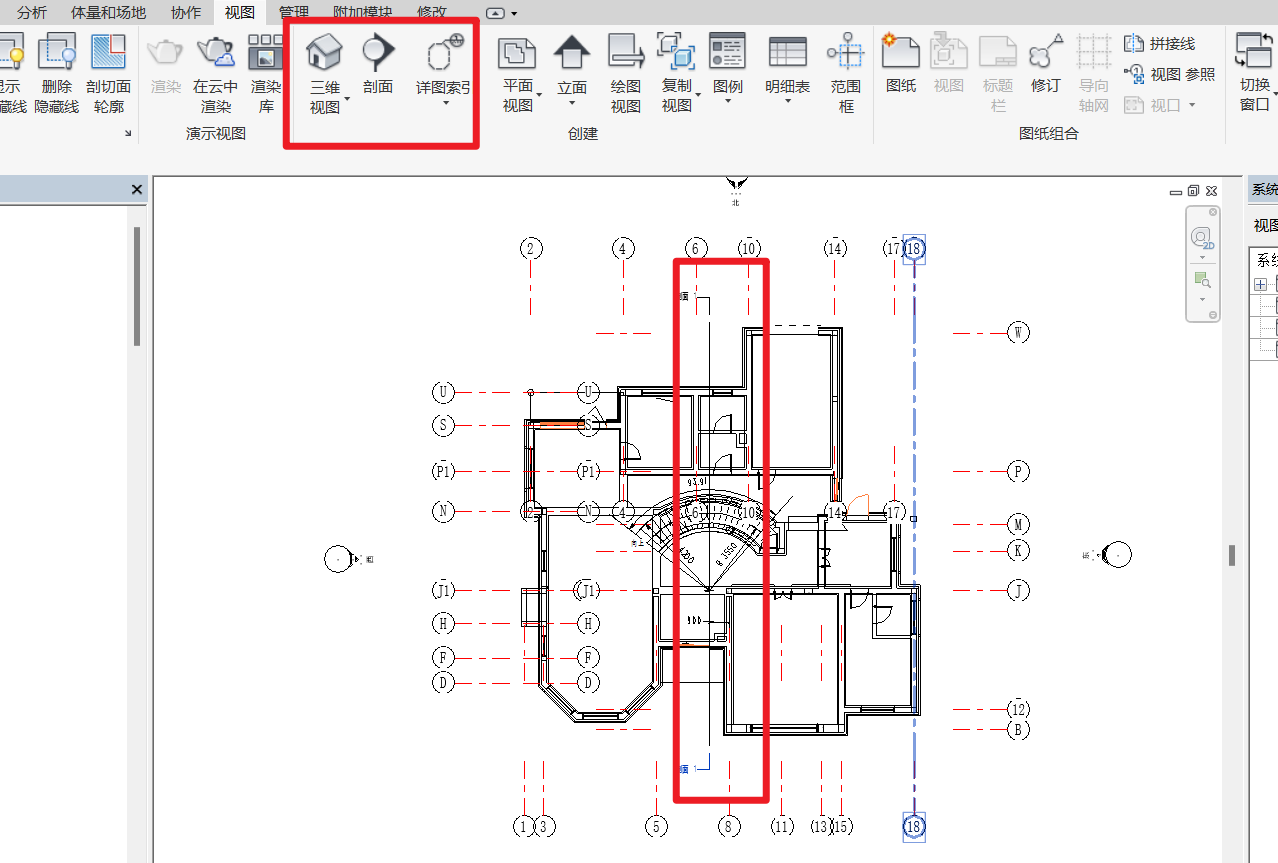 分析 体量和场地 协作 视图 管理 附加模块 修改
删除 剖切面 渲染 在云中 渲染 三维 剖面 详图索引 平面 立面 绘图 复制 图例 明细表 范围 图纸 视图 标题 修订 导向 拼接线 切换
藏线 隐藏线 轮廓 渲染 库 视图 视图 视图 视图 框 栏 轴网 视图 参照 窗口
视口
演示视图 创建 图纸组合
系统
北
2D
视图
2 4 6 10 14 17 18
W
U U
S S
P1 P1 P
N 2 N 4 6 10 14 17
M
K
J1 J1 J
H H
F F
D D
12
B
1 3 5 8 11 13 15 18